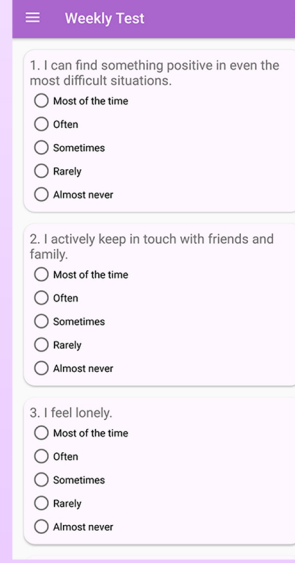 Weekly Test
1. I can find something positive in even the
most difficult situations.
Most of the time
Often
Sometimes
Rarely
Almost never
2. I actively keep in touch with friends and
family.
Most of the time
Often
Sometimes
Rarely
Almost never
3. I feel lonely.
Most of the time
Often
Sometimes
Rarely
Almost never